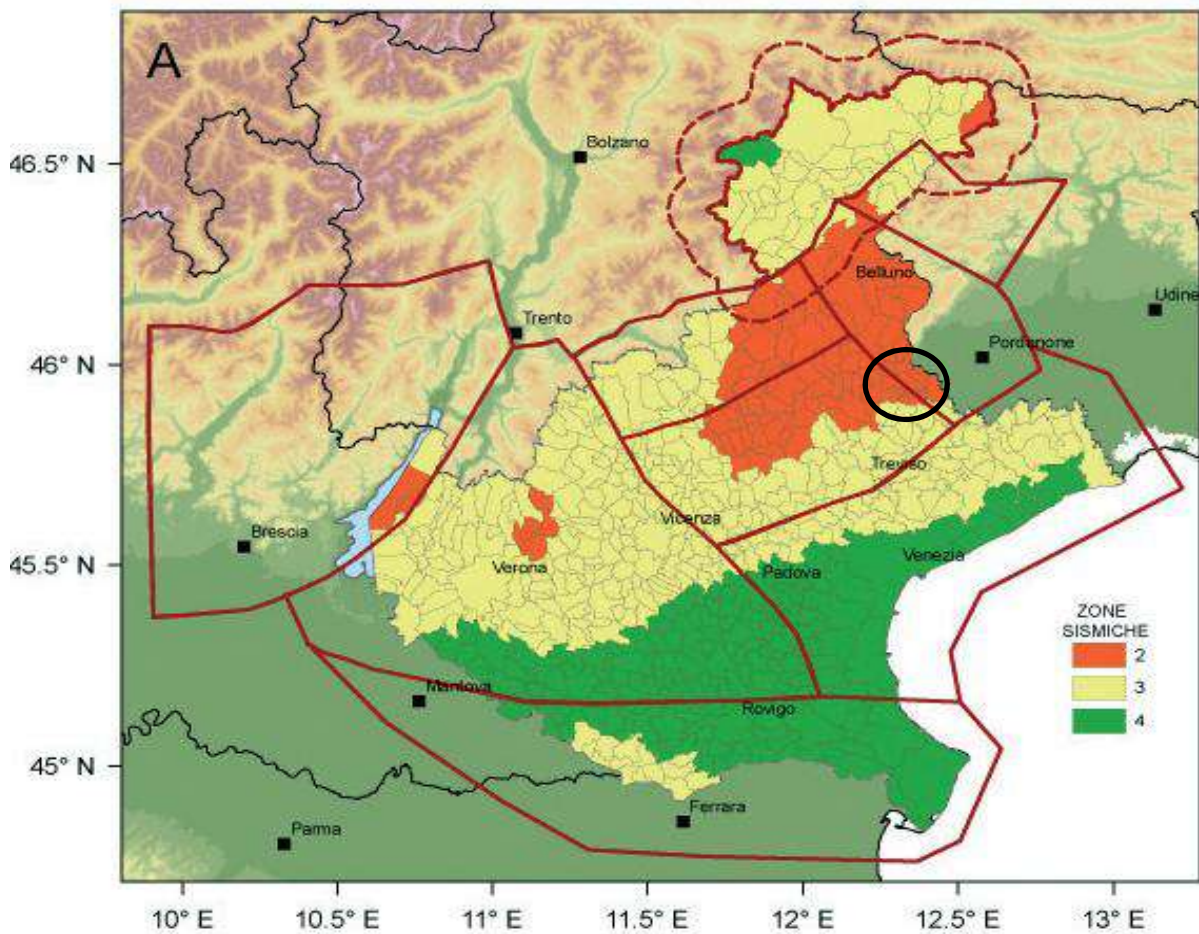 A
Bolzano
46.5° N
Belluno
Udine
Trento
Pordenone
46° N
Treviso
Vicenza
Brescia
Venezia
45.5° N
Verona
Padova
ZONE
SISMICHE
2
3
4
Mantova
Rovigo
45° N
Ferrara
Parma
10° E 10.5° E 11° E 11.5° E 12° E 12.5° E 13° E